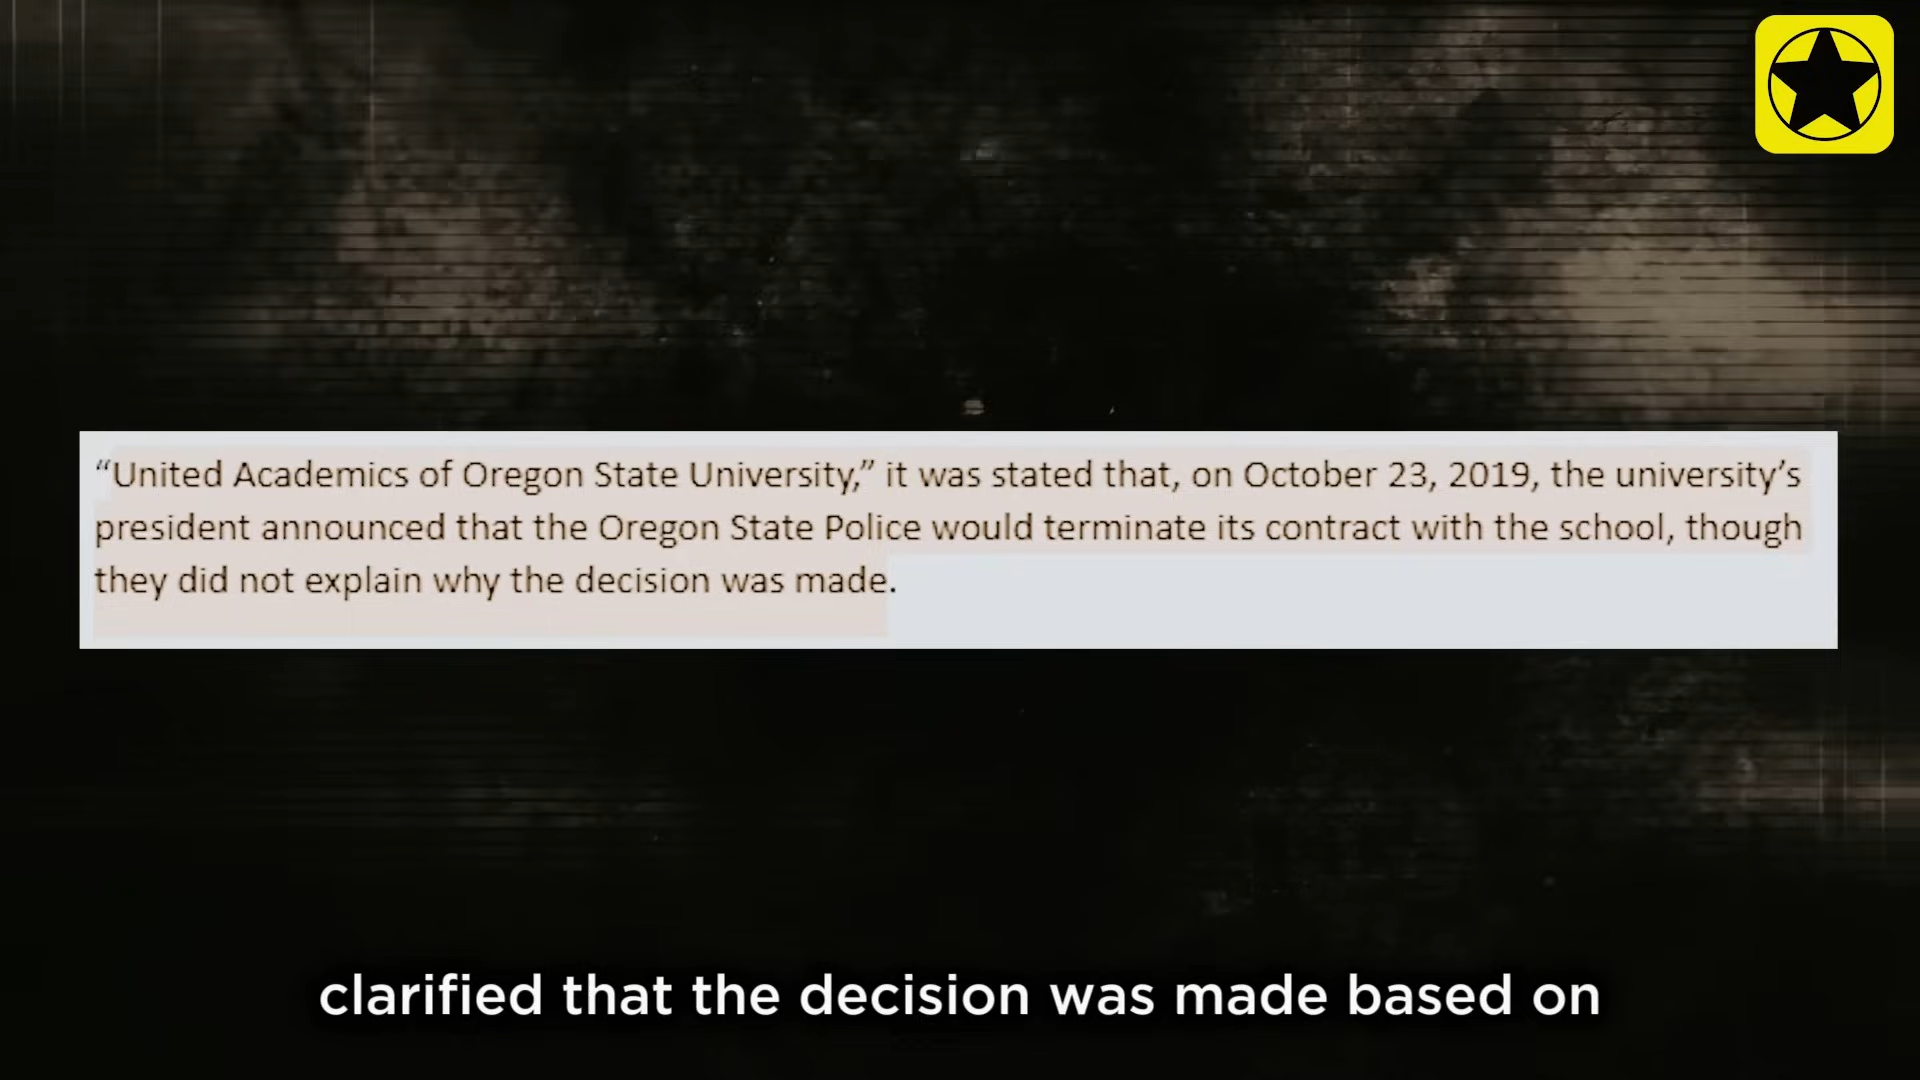 “United Academics of Oregon State University,” it was stated that, on October 23, 2019, the university’s
president announced that the Oregon State Police would terminate its contract with the school, though
they did not explain why the decision was made.
clarified that the decision was made based on